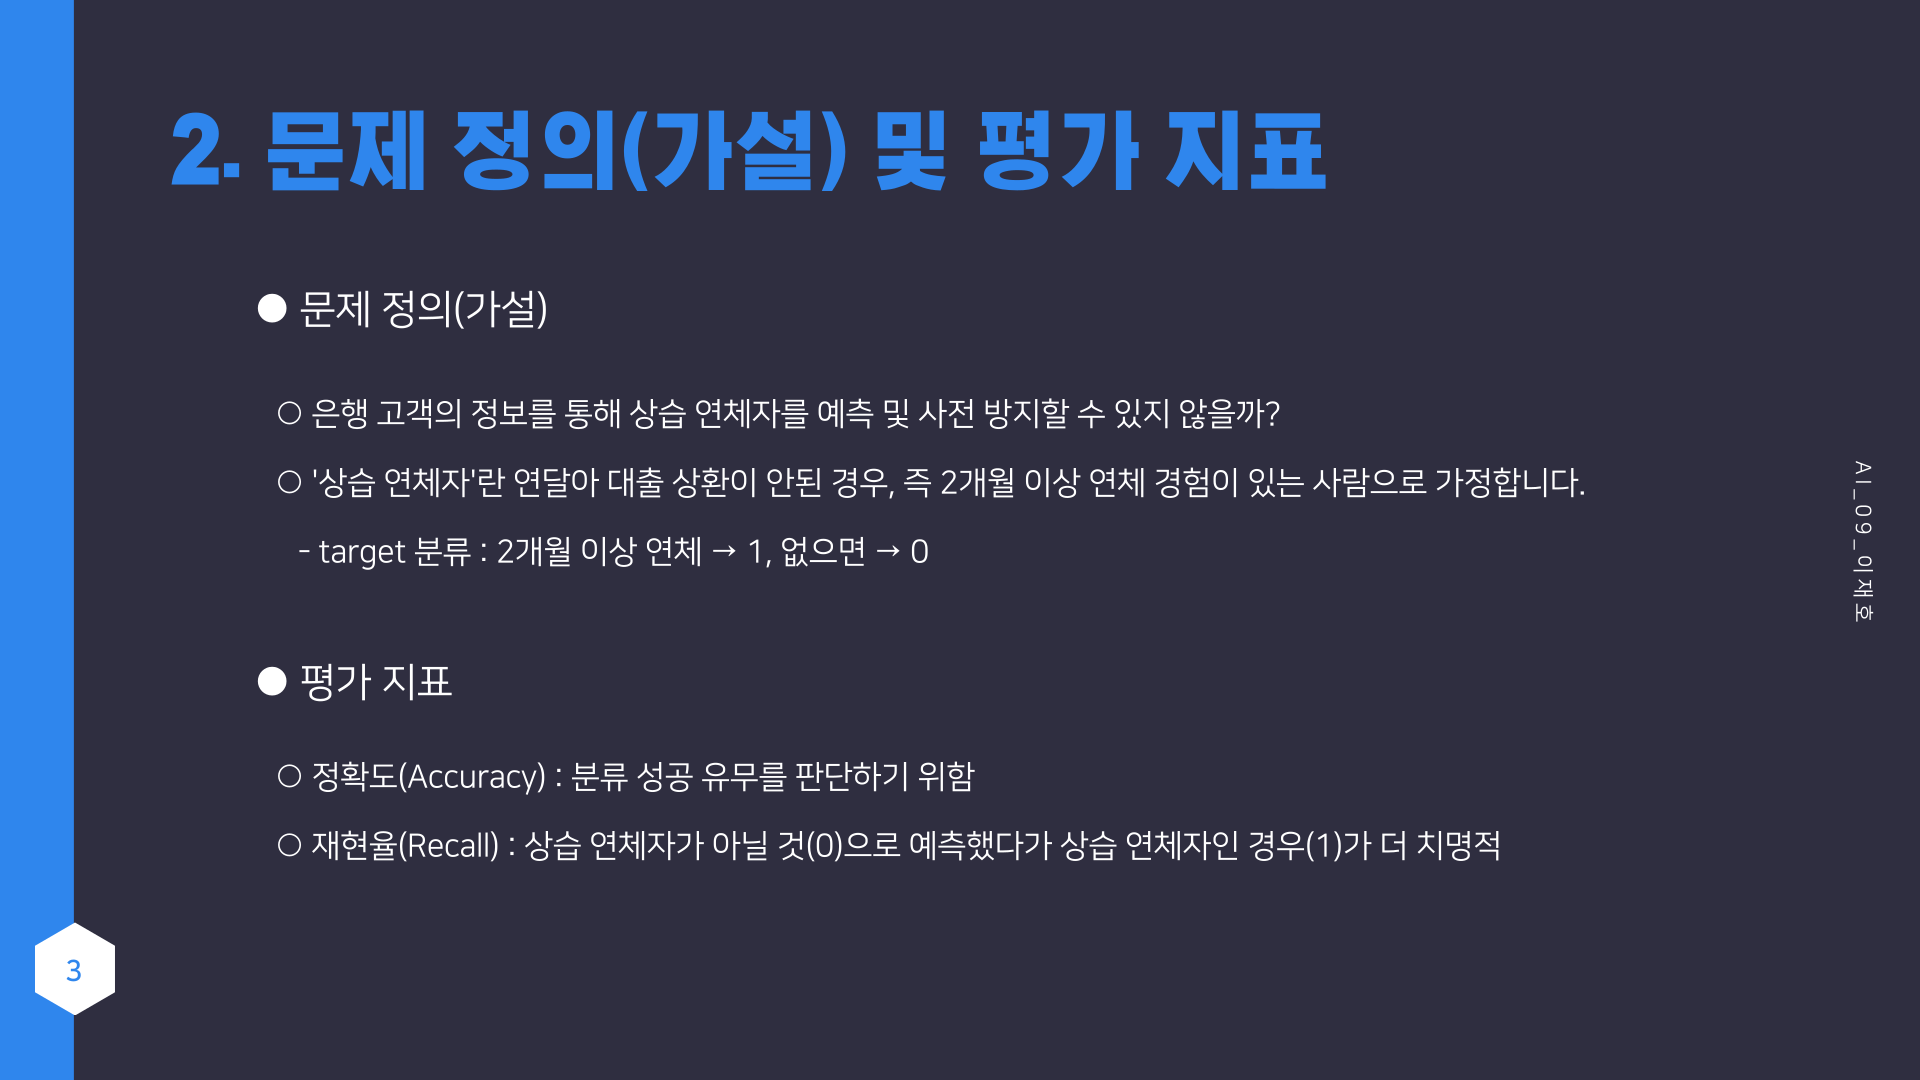 2. 문제 정의(가설) 및 평가 지표
● 문제 정의(가설)
○ 은행 고객의 정보를 통해 상습 연체자를 예측 및 사전 방지할 수 있지 않을까?
○ '상습 연체자'란 연달아 대출 상환이 안된 경우, 즉 2개월 이상 연체 경험이 있는 사람으로 가정합니다.
- target 분류 : 2개월 이상 연체 → 1, 없으면 → 0
● 평가 지표
○ 정확도(Accuracy) : 분류 성공 유무를 판단하기 위함
○ 재현율(Recall) : 상습 연체자가 아닐 것(0)으로 예측했다가 상습 연체자인 경우(1)가 더 치명적
AI_09_이재호
3